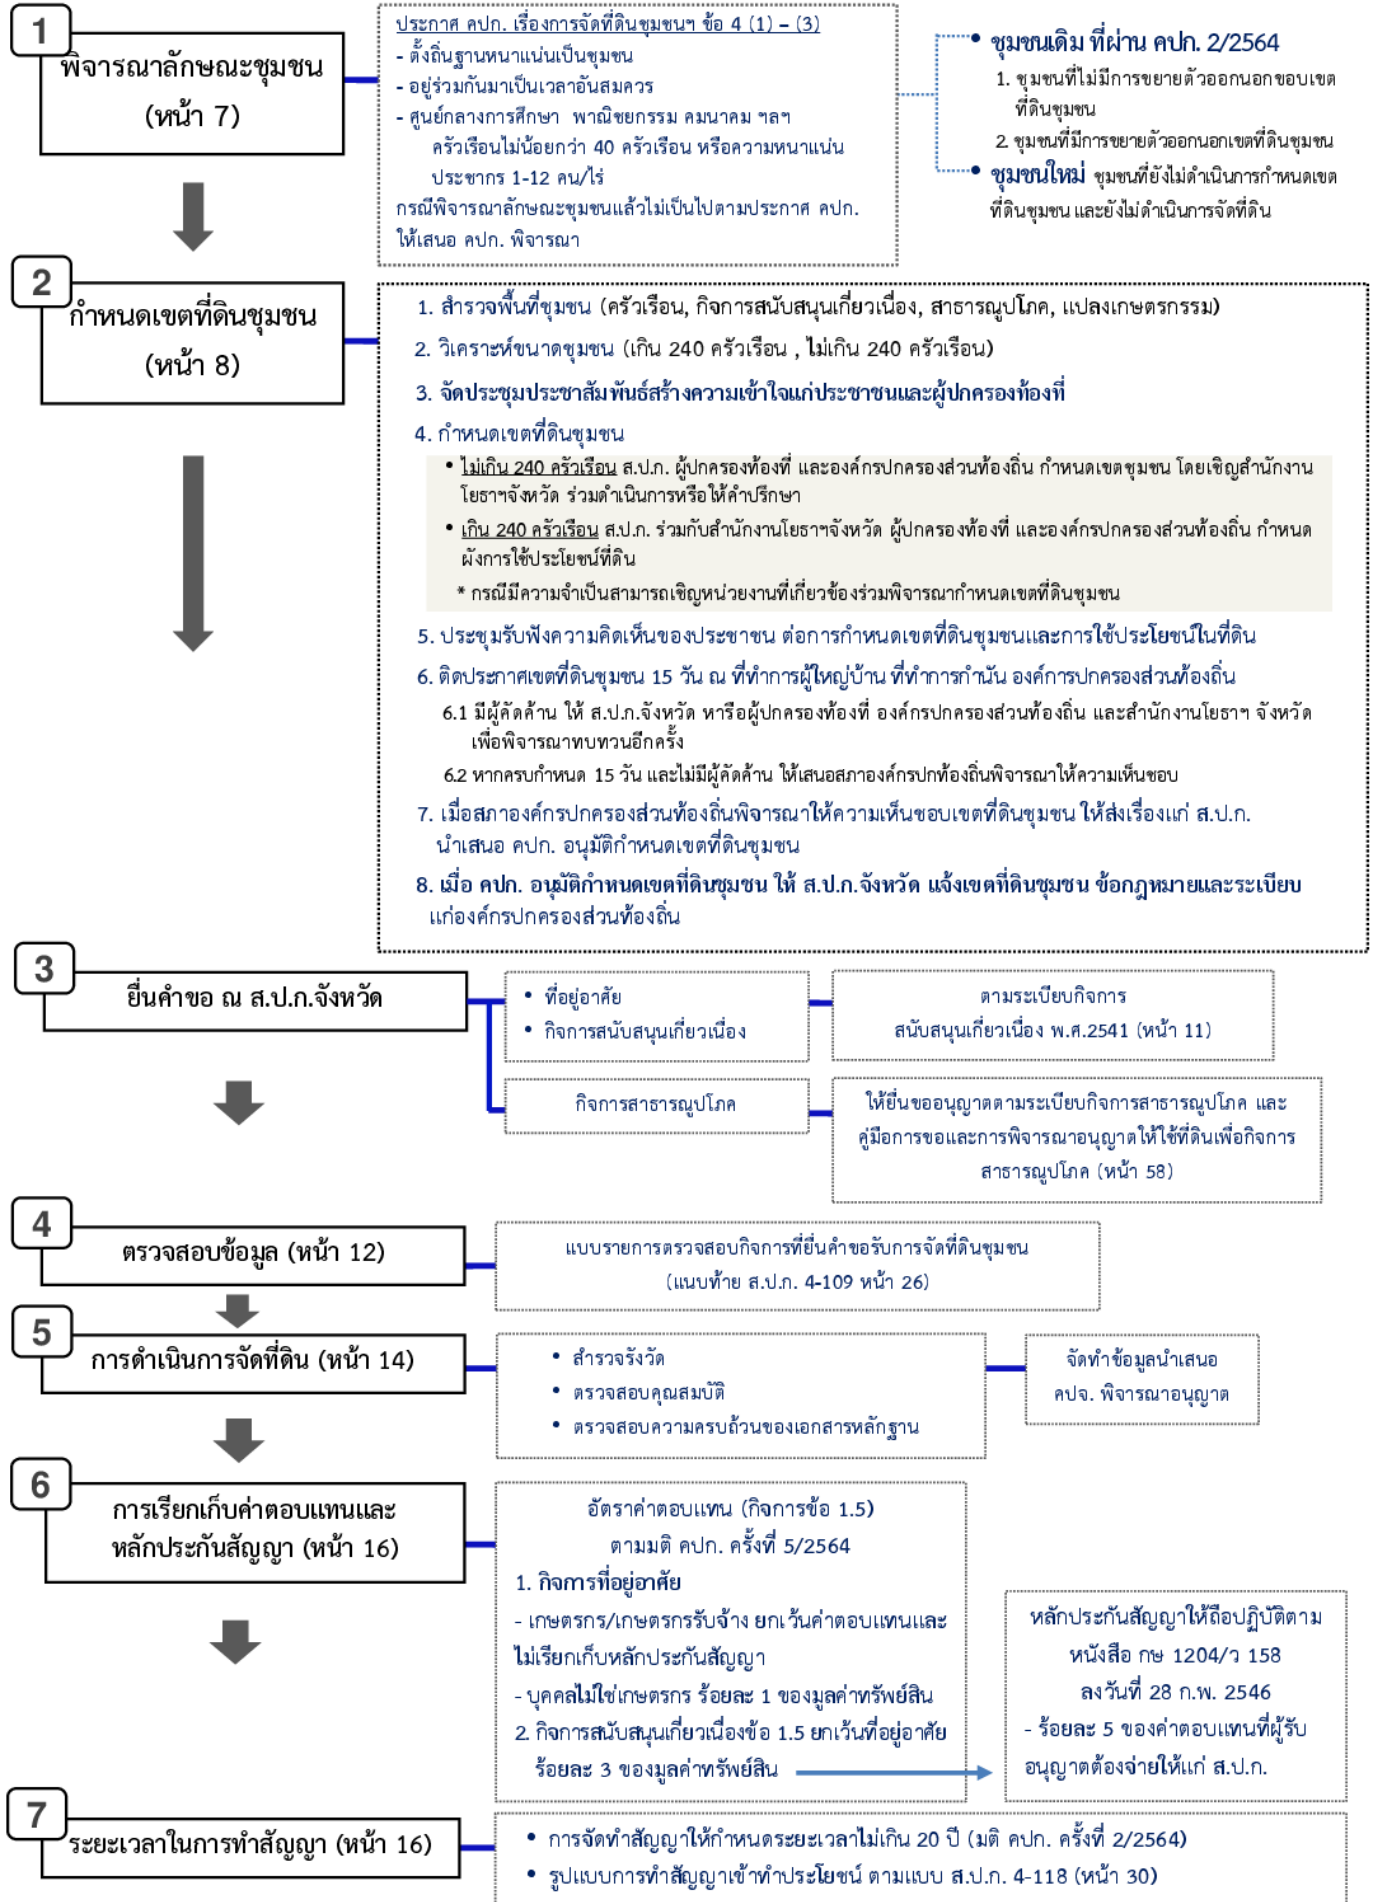 1
พิจารณาลักษณะชุมชน
(หน้า 7)
ประกาศ คปก. เรื่องการจัดที่ดินชุมชนฯ ข้อ 4 (1) – (3)
- ตั้งถิ่นฐานหนาแน่นเป็นชุมชน
- อยู่ร่วมกันมาเป็นเวลาอันสมควร
- ศูนย์กลางการศึกษา พาณิชยกรรม คมนาคม ฯลฯ
ครัวเรือนไม่น้อยกว่า 40 ครัวเรือน หรือความหนาแน่น
ประชากร 1-12 คน/ไร่
กรณีพิจารณาลักษณะชุมชนแล้วไม่เป็นไปตามประกาศ คปก.
ให้เสนอ คปก. พิจารณา
• ชุมชนเดิม ที่ผ่าน คปก. 2/2564
1. ชุมชนที่ไม่มีการขยายตัวออกนอกขอบเขต
ที่ดินชุมชน
2. ชุมชนที่มีการขยายตัวออกนอกเขตที่ดินชุมชน
• ชุมชนใหม่ ชุมชนที่ยังไม่ดำเนินการกำหนดเขต
ที่ดินชุมชน และยังไม่ดำเนินการจัดที่ดิน
2
กำหนดเขตที่ดินชุมชน
(หน้า 8)
1. สำรวจพื้นที่ชุมชน (ครัวเรือน, กิจการสนับสนุนเกี่ยวเนื่อง, สาธารณูปโภค, แปลงเกษตรกรรม)
2. วิเคราะห์ขนาดชุมชน (เกิน 240 ครัวเรือน , ไม่เกิน 240 ครัวเรือน)
3. จัดประชุมประชาสัมพันธ์สร้างความเข้าใจแก่ประชาชนและผู้ปกครองท้องที่
4. กำหนดเขตที่ดินชุมชน
• ไม่เกิน 240 ครัวเรือน ส.ป.ก. ผู้ปกครองท้องที่ และองค์กรปกครองส่วนท้องถิ่น กำหนดเขตชุมชน โดยเชิญสำนักงาน
โยธาฯจังหวัด ร่วมดำเนินการหรือให้คำปรึกษา
• เกิน 240 ครัวเรือน ส.ป.ก. ร่วมกับสำนักงานโยธาฯจังหวัด ผู้ปกครองท้องที่ และองค์กรปกครองส่วนท้องถิ่น กำหนด
ผังการใช้ประโยชน์ที่ดิน
* กรณีมีความจำเป็นสามารถเชิญหน่วยงานที่เกี่ยวข้องร่วมพิจารณากำหนดเขตที่ดินชุมชน
5. ประชุมรับฟังความคิดเห็นของประชาชน ต่อการกำหนดเขตที่ดินชุมชนและการใช้ประโยชน์ในที่ดิน
6. ติดประกาศเขตที่ดินชุมชน 15 วัน ณ ที่ทำการผู้ใหญ่บ้าน ที่ทำการกำนัน องค์การปกครองส่วนท้องถิ่น
6.1 มีผู้คัดค้าน ให้ ส.ป.ก.จังหวัด หารือผู้ปกครองท้องที่ องค์กรปกครองส่วนท้องถิ่น และสำนักงานโยธาฯ จังหวัด
เพื่อพิจารณาทบทวนอีกครั้ง
6.2 หากครบกำหนด 15 วัน และไม่มีผู้คัดค้าน ให้เสนอสภาองค์กรปกท้องถิ่นพิจารณาให้ความเห็นชอบ
7. เมื่อสภาองค์กรปกครองส่วนท้องถิ่นพิจารณาให้ความเห็นชอบเขตที่ดินชุมชน ให้ส่งเรื่องแก่ ส.ป.ก.
นำเสนอ คปก. อนุมัติกำหนดเขตที่ดินชุมชน
8. เมื่อ คปก. อนุมัติกำหนดเขตที่ดินชุมชน ให้ ส.ป.ก.จังหวัด แจ้งเขตที่ดินชุมชน ข้อกฎหมายและระเบียบ
แก่องค์กรปกครองส่วนท้องถิ่น
3
ยื่นคำขอ ณ ส.ป.ก.จังหวัด
• ที่อยู่อาศัย
• กิจการสนับสนุนเกี่ยวเนื่อง
ตามระเบียบกิจการ
สนับสนุนเกี่ยวเนื่อง พ.ศ.2541 (หน้า 11)
กิจการสาธารณูปโภค
ให้ยื่นขออนุญาตตามระเบียบกิจการสาธารณูปโภค และ
คู่มือการขอและการพิจารณาอนุญาตให้ใช้ที่ดินเพื่อกิจการ
สาธารณูปโภค (หน้า 58)
4
ตรวจสอบข้อมูล (หน้า 12)
แบบรายการตรวจสอบกิจการที่ยื่นคำขอรับการจัดที่ดินชุมชน
(แนบท้าย ส.ป.ก. 4-109 หน้า 26)
5
การดำเนินการจัดที่ดิน (หน้า 14)
• สำรวจรังวัด
• ตรวจสอบคุณสมบัติ
• ตรวจสอบความครบถ้วนของเอกสารหลักฐาน
จัดทำข้อมูลนำเสนอ
คปจ. พิจารณาอนุญาต
6
การเรียกเก็บค่าตอบแทนและ
หลักประกันสัญญา (หน้า 16)
อัตราค่าตอบแทน (กิจการข้อ 1.5)
ตามมติ คปก. ครั้งที่ 5/2564
1. กิจการที่อยู่อาศัย
- เกษตรกร/เกษตรกรรับจ้าง ยกเว้นค่าตอบแทนและ
ไม่เรียกเก็บหลักประกันสัญญา
- บุคคลไม่ใช่เกษตรกร ร้อยละ 1 ของมูลค่าทรัพย์สิน
2. กิจการสนับสนุนเกี่ยวเนื่องข้อ 1.5 ยกเว้นที่อยู่อาศัย
ร้อยละ 3 ของมูลค่าทรัพย์สิน
หลักประกันสัญญาให้ถือปฏิบัติตาม
หนังสือ กษ 1204/ว 158
ลงวันที่ 28 ก.พ. 2546
- ร้อยละ 5 ของค่าตอบแทนที่ผู้รับ
อนุญาตต้องจ่ายให้แก่ ส.ป.ก.
7
ระยะเวลาในการทำสัญญา (หน้า 16)
• การจัดทำสัญญาให้กำหนดระยะเวลาไม่เกิน 20 ปี (มติ คปก. ครั้งที่ 2/2564)
• รูปแบบการทำสัญญาเข้าทำประโยชน์ ตามแบบ ส.ป.ก. 4-118 (หน้า 30)